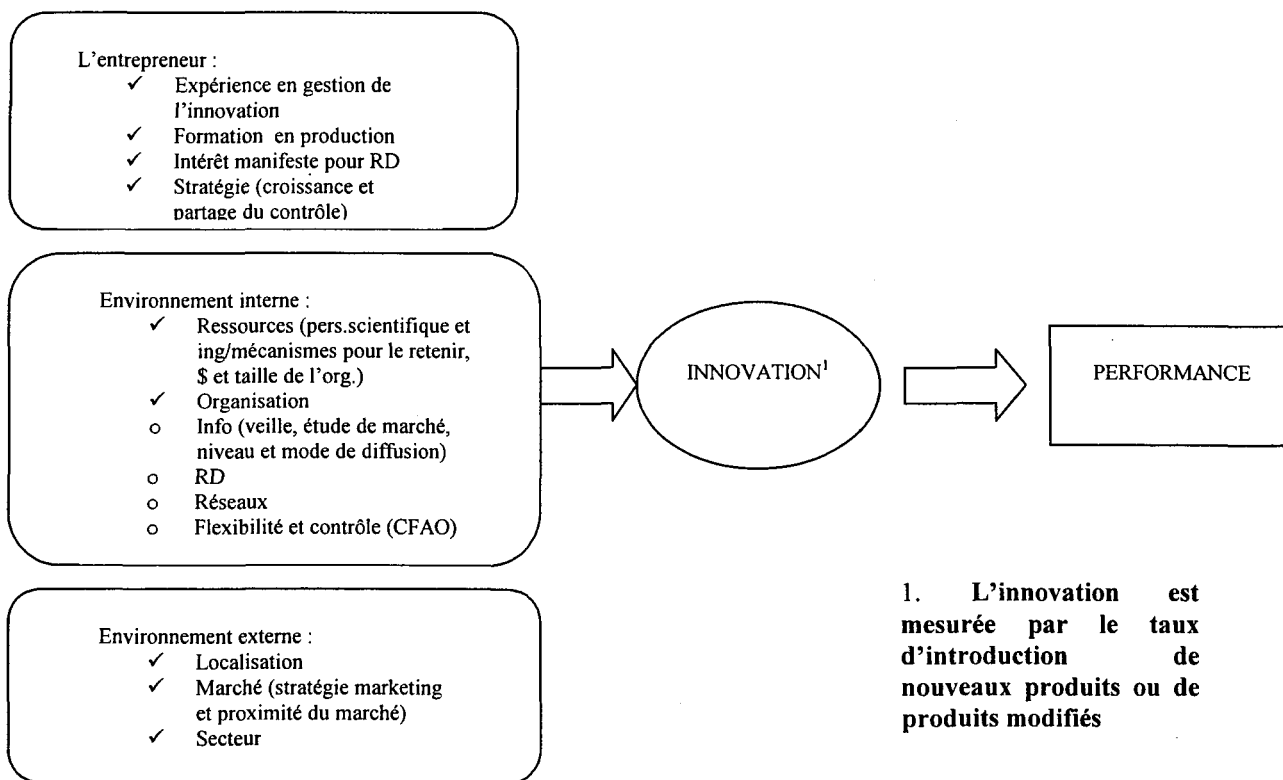 L'entrepreneur :
✓ Expérience en gestion de
l'innovation
✓ Formation en production
✓ Intérêt manifeste pour RD
✓ Stratégie (croissance et
partage du contrôle)
Environnement interne :
✓ Ressources (pers.scientifique et
ing/mécanismes pour le retenir,
$ et taille de l'org.)
✓ Organisation
o Info (veille, étude de marché,
niveau et mode de diffusion)
o RD
o Réseaux
o Flexibilité et contrôle (CFAO)
Environnement externe :
✓ Localisation
✓ Marché (stratégie marketing
et proximité du marché)
✓ Secteur
INNOVATION¹
PERFORMANCE
1. L'innovation est
mesurée par le taux
d'introduction de
nouveaux produits ou de
produits modifiés